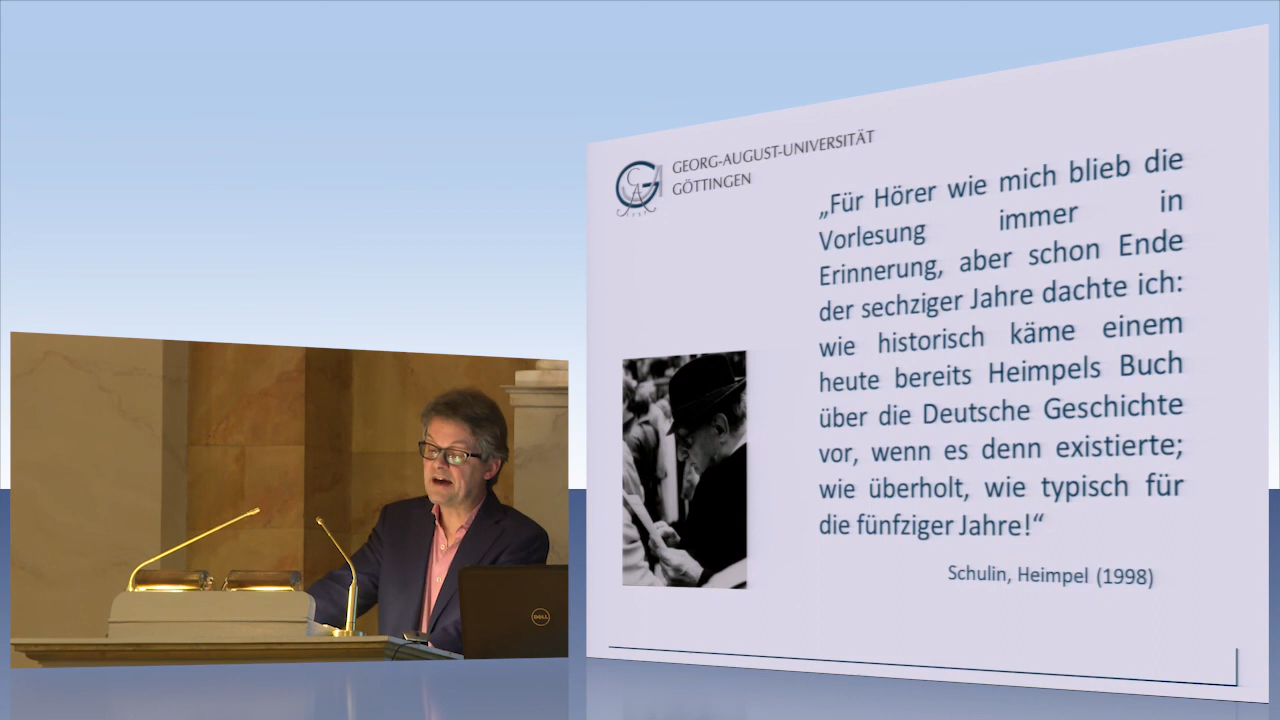 GEORG-AUGUST-UNIVERSITÄT
GÖTTINGEN
„Für Hörer wie mich blieb die
Vorlesung immer in
Erinnerung, aber schon Ende
der sechziger Jahre dachte ich:
wie historisch käme einem
heute bereits Heimpels Buch
über die Deutsche Geschichte
vor, wenn es denn existierte;
wie überholt, wie typisch für
die fünfziger Jahre!“
Schulin, Heimpel (1998)
DELL